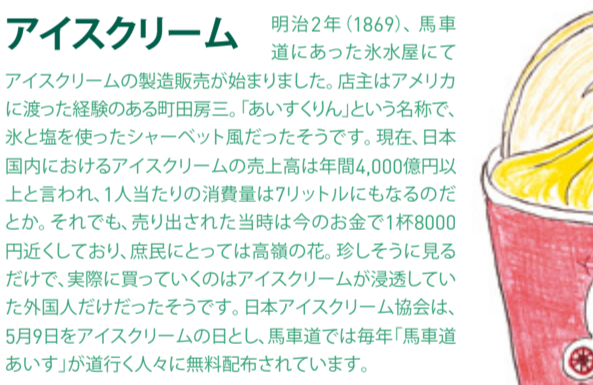 アイスクリーム
明治2年（1869）、馬車
道にあった氷水屋にて
アイスクリームの製造販売が始まりました。店主はアメリカ
に渡った経験のある町田房三。「あいすくりん」という名称で、
氷と塩を使ったシャーベット風だったそうです。現在、日本
国内におけるアイスクリームの売上高は年間4,000億円以
上と言われ、1人当たりの消費量は7リットルにもなるのだ
とか。それでも、売り出された当時は今のお金で1杯8000
円近くしており、庶民にとっては高嶺の花。珍しそうに見る
だけで、実際に買っていくのはアイスクリームが浸透してい
た外国人だけだったそうです。日本アイスクリーム協会は、
5月9日をアイスクリームの日とし、馬車道では毎年「馬車道
あいす」が道行く人々に無料配布されています。